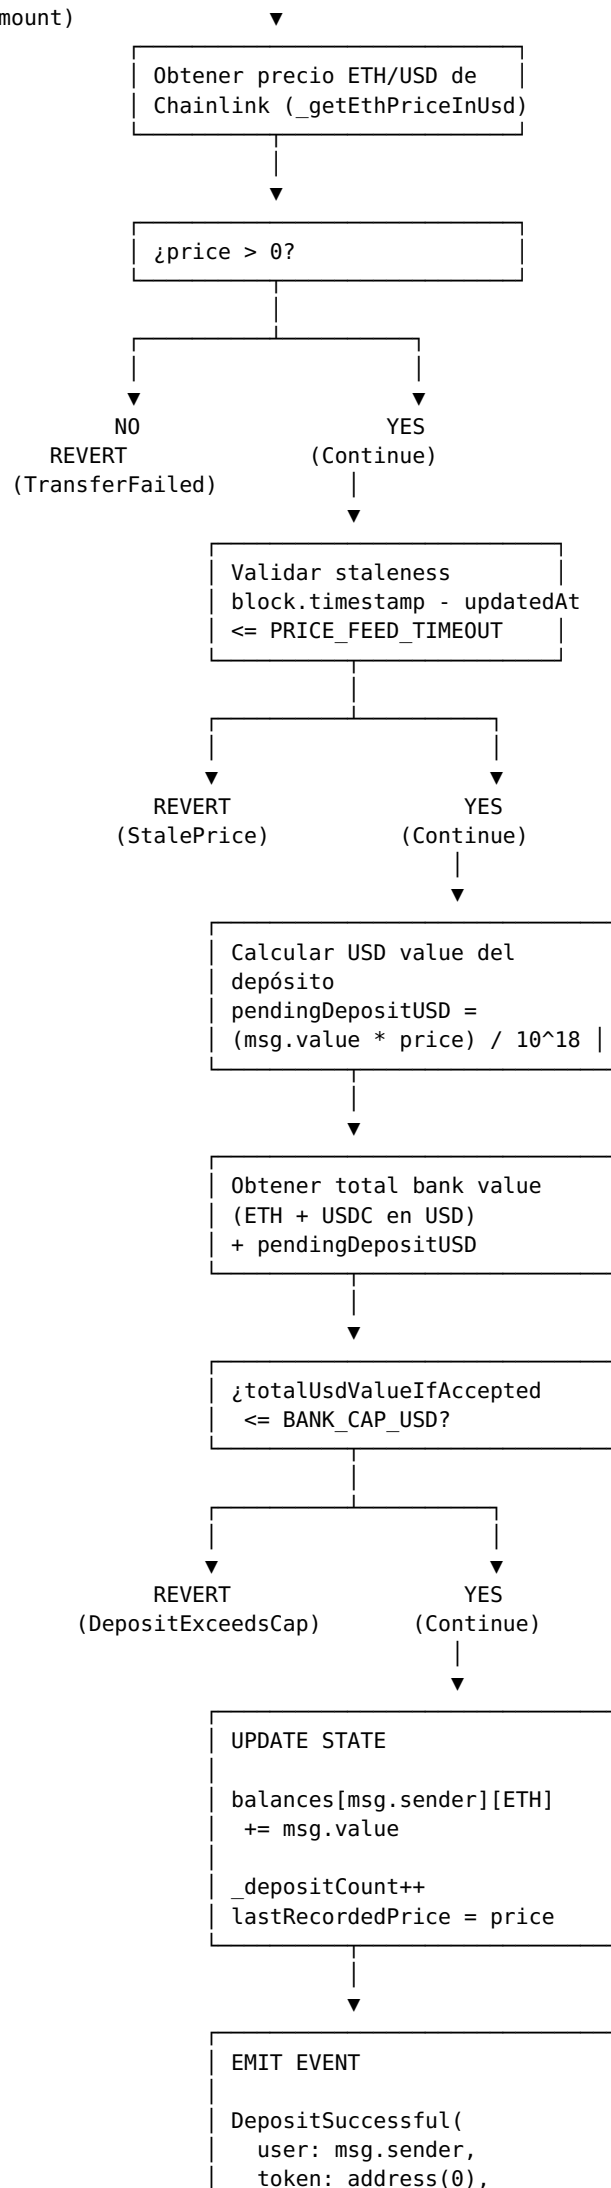 mount)
Obtener precio ETH/USD de
Chainlink (_getEthPriceInUsd)
¿price > 0?
NO YES
REVERT (Continue)
(TransferFailed)
Validar staleness
block.timestamp - updatedAt
<= PRICE_FEED_TIMEOUT
REVERT YES
(StalePrice) (Continue)
Calcular USD value del
depósito
pendingDepositUSD =
(msg.value * price) / 10^18
Obtener total bank value
(ETH + USDC en USD)
+ pendingDepositUSD
¿totalUsdValueIfAccepted
<= BANK_CAP_USD?
REVERT YES
(DepositExceedsCap) (Continue)
UPDATE STATE
balances[msg.sender][ETH]
+= msg.value
_depositCount++
lastRecordedPrice = price
EMIT EVENT
DepositSuccessful(
user: msg.sender,
token: address(0),